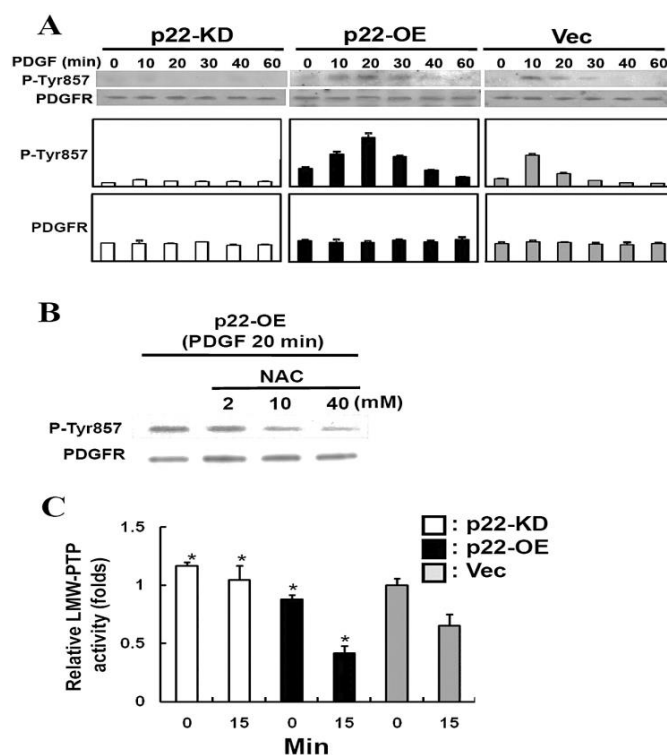 A
p22-KD p22-OE Vec
PDGF (min) 0 10 20 30 40 60 0 10 20 30 40 60 0 10 20 30 40 60
P-Tyr857
PDGFR
P-Tyr857
PDGFR
B
p22-OE
(PDGF 20 min)
NAC
2 10 40 (mM)
P-Tyr857
PDGFR
C
: p22-KD
: p22-OE
: Vec
Relative LMW-PTP
activity (folds)
1.5
1
0.5
0
* * * *
0 15 0 15 0 15
Min